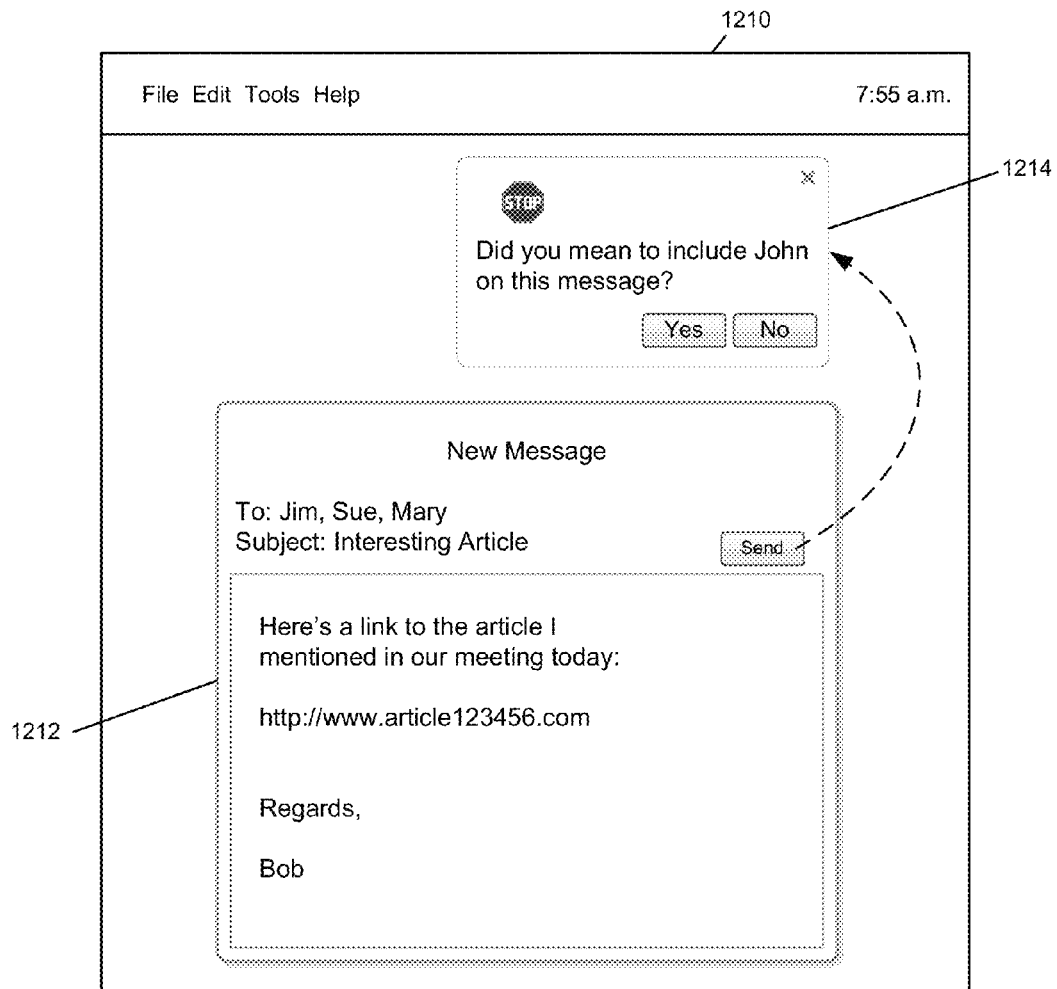 1210
File Edit Tools Help
7:55 a.m.
1214
STOP
Did you mean to include John
on this message?
Yes No
New Message
To: Jim, Sue, Mary
Subject: Interesting Article
Send
Here's a link to the article I
mentioned in our meeting today:
http://www.article123456.com
1212
Regards,
Bob